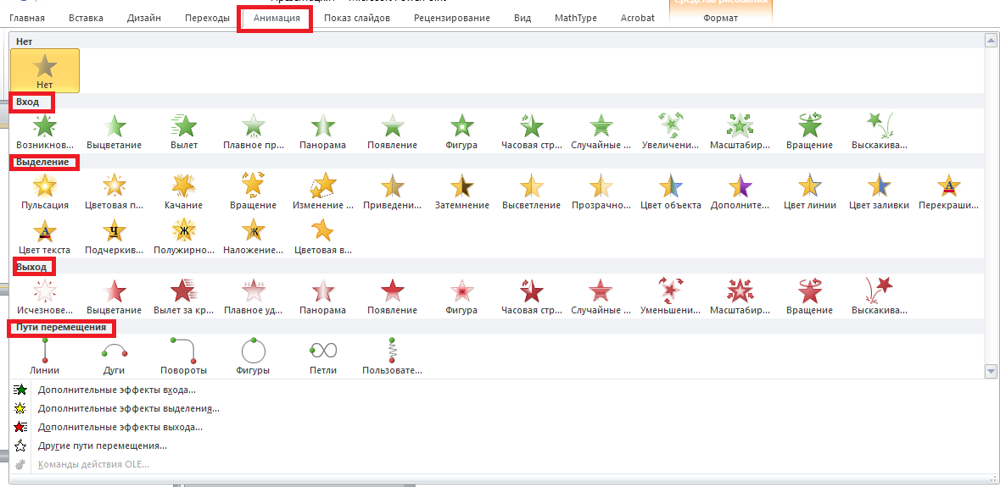 Главная Вставка Дизайн Переходы Анимация Показ слайдов Рецензирование Вид MathType Acrobat Формат
Нет
Нет
Вход
Возникнов... Выцветание Вылет Плавное пр... Панорама Появление Фигура Часовая стр... Случайные ... Увеличени... Масштабир... Вращение Выскакива...
Выделение
Пульсация Цветовая п... Качание Вращение Изменение ... Приведени... Затемнение Высветление Прозрачно... Цвет объекта Дополните... Цвет линии Цвет заливки Перекраши...
Цвет текста Подчеркив... Полужирно... Наложение... Цветовая в...
Выход
Исчезнове... Выцветание Вылет за кр... Плавное уд... Панорама Появление Фигура Часовая стр... Случайные ... Уменьшени... Масштабир... Вращение Выскакива...
Пути перемещения
Линии Дуги Повороты Фигуры Петли Пользовате...
Дополнительные эффекты входа...
Дополнительные эффекты выделения...
Дополнительные эффекты выхода...
Другие пути перемещения...
Команды действия OLE...